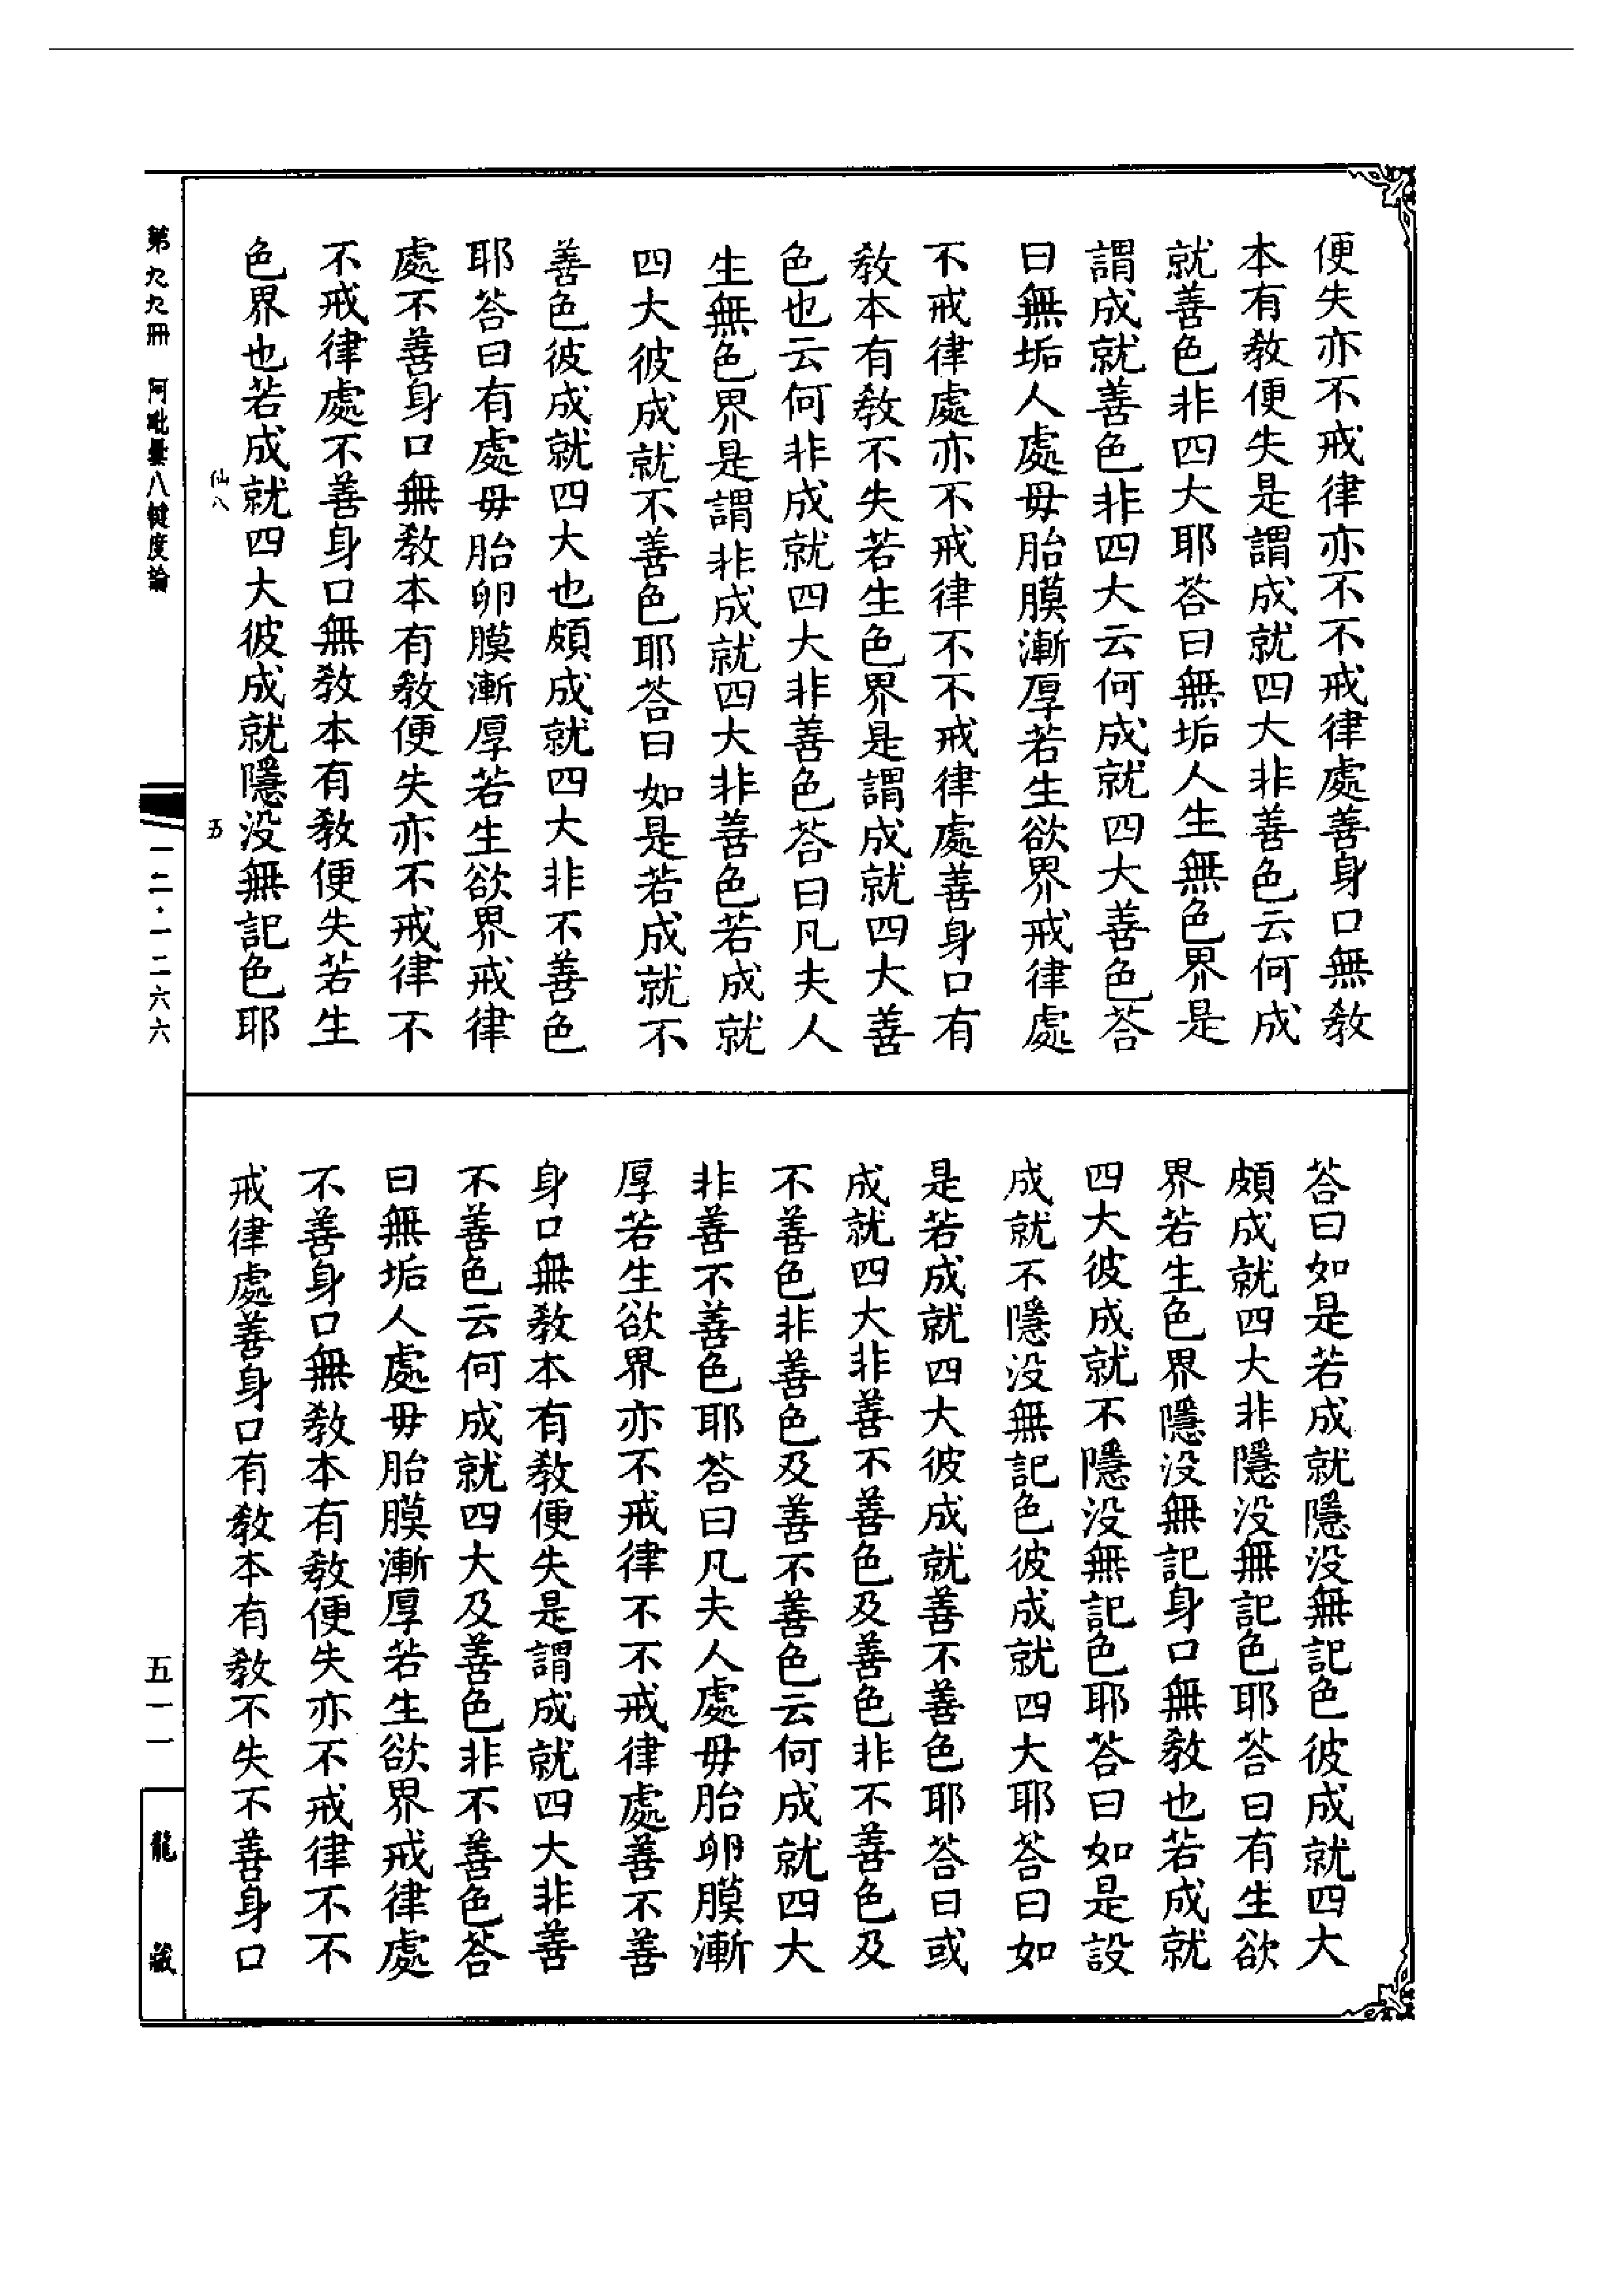 便失亦不戒律亦不不戒律處善身口無教
本有教便失是謂成就四大非善色云何成
就善色非四大耶荅曰無垢人生無色界是
謂成就善色非四大云何成就四大善色荅
曰無垢人處毋胎膜漸厚若生欲界戒律處
不戒律處亦不戒律不不戒律處善身口有
教本有教不失若生色界是謂成就四大善
色也云何非成就四大非善色荅曰凡夫人
生無色界是謂非成就四大非善色若成就
四大彼成就不善色耶荅曰如是若成就不
善色彼成就四大也頗成就四大非不善色
耶荅曰有處毋胎卵膜漸厚若生欲界戒律
處不善身口無教本有教便失亦不戒律不
不戒律處不善身口無教本有教便失若生
色界也若成就四大彼成就隱没無記色耶
荅曰如是若成就隱没無記色彼成就四大
頗成就四大非隱没無記色耶荅曰有生欲
界若生色界隱没無記身口無教也若成就
四大彼成就不隱没無記色耶荅曰如是設
成就不隱没無記色彼成就四大耶荅曰如
是若成就四大彼成就善不善色耶荅曰或
成就四大非善不善色及善色非不善色及
不善色非善色及善不善色云何成就四大
非善不善色耶荅曰凡夫人處毋胎卵膜漸
厚若生欲界亦不戒律不不戒律處善不善
身口無教本有教便失是謂成就四大非善
不善色云何成就四大及善色非不善色荅
曰無垢人處毋胎膜漸厚若生欲界戒律處
不善身口無教本有教便失亦不戒律不不
戒律處善身口有教本有教不失不善身口
仙八
五
第九九冊 阿毗曇八犍度論
一二·一二六六
五一一
龍藏